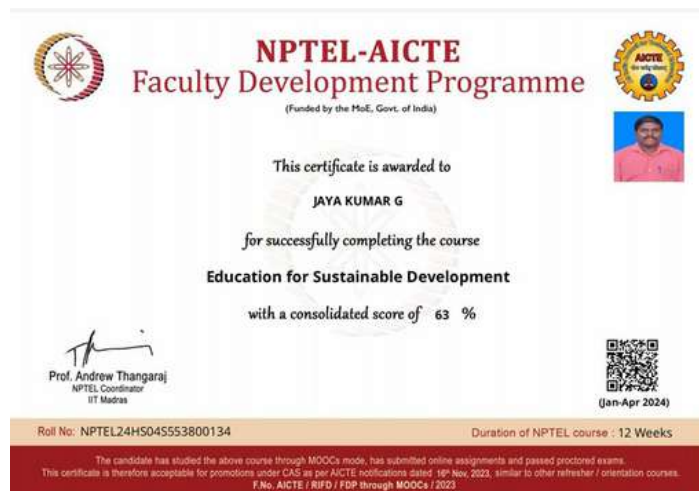 NPTEL-AICTE
AICTE
Faculty Development Programme
(Funded by the MoE, Govt. of India)
This certificate is awarded to
JAYA KUMAR G
for successfully completing the course
Education for Sustainable Development
with a consolidated score of 63 %
Prof. Andrew Thangaraj
NPTEL Coordinator
IIT Madras
(Jan-Apr 2024)
Roll No: NPTEL24HS04S553800134
Duration of NPTEL course : 12 Weeks
The candidate has studied the above course through MOOCs mode, has submitted online assignments and passed proctored exams.
This certificate is therefore acceptable for promotions under CAS as per AICTE notifications dated 16th Nov, 2023, similar to other refresher / orientation courses.
F.No. AICTE / RIFD / FDP through MOOCs / 2023